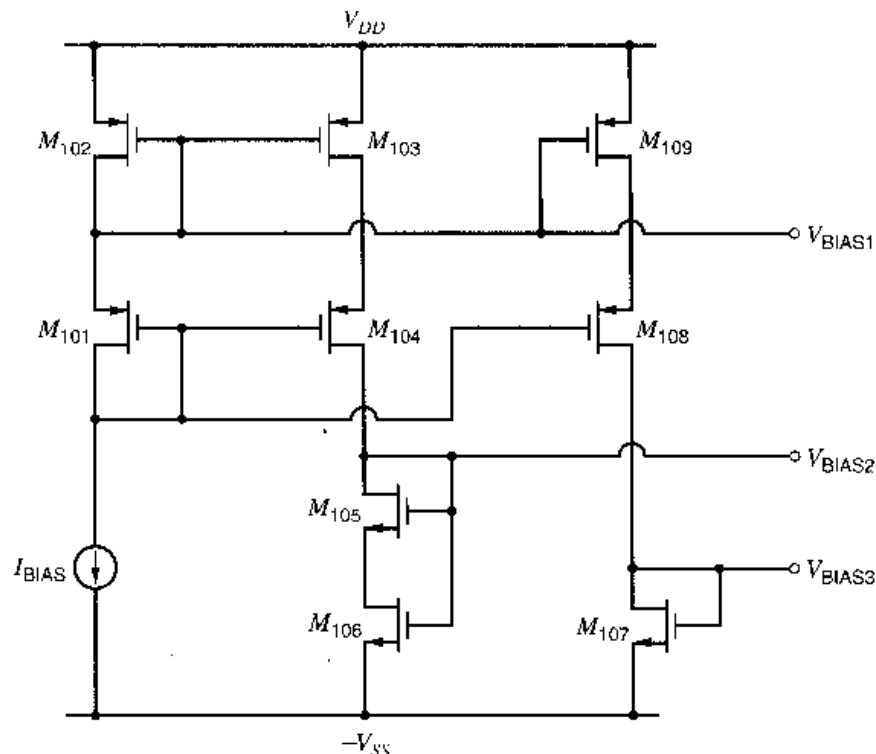 V_DD
M_102
M_103
M_109
V_BIAS1
M_101
M_104
M_108
V_BIAS2
M_105
I_BIAS
V_BIAS3
M_106
M_107
−V_SS